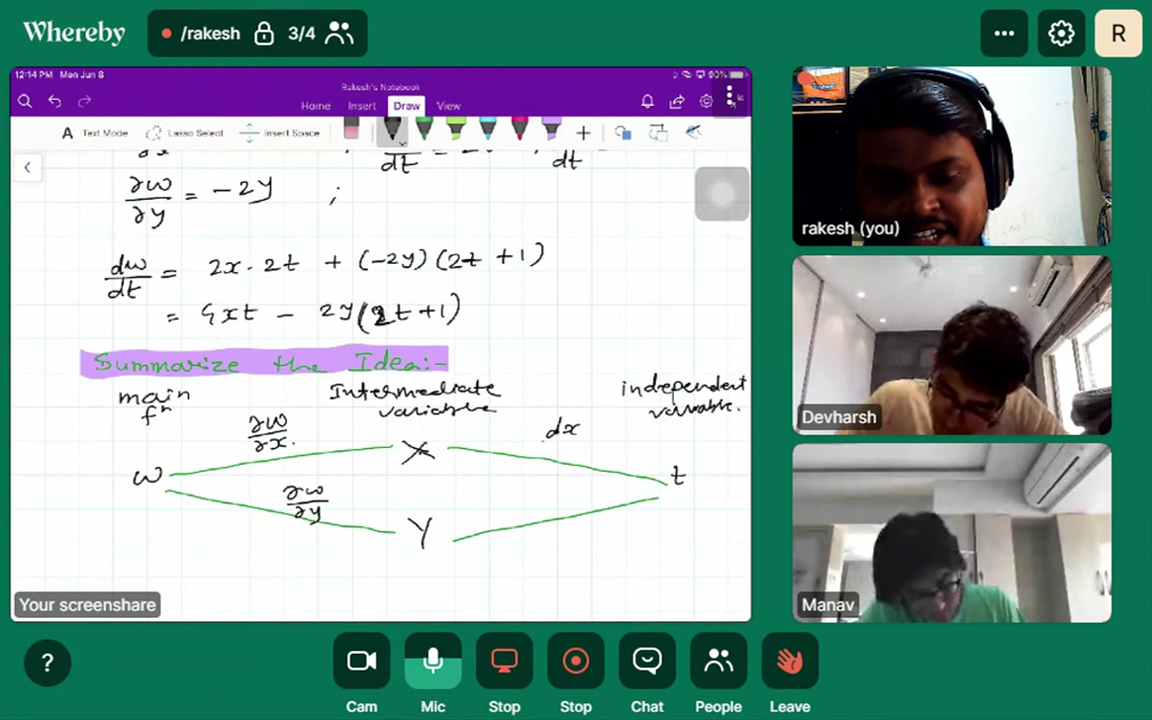 Whereby
/rakesh 3/4
R
12:14 PM Mon Jun 8
90%
Rakesh's Notebook
Home Insert Draw View
A Text Mode Lasso Select Insert Space
dt dt
∂w/∂y = -2y ;
dw/dt = 2x·2t + (-2y)(2t+1)
= 4xt - 2y(2t+1)
Summarize the Idea:-
main fⁿ
Intermediate variable
independent variable.
∂w/∂x.
dx
w
X
t
∂w/∂y
Y
Your screenshare
rakesh (you)
Devharsh
Manav
?
Cam Mic Stop Stop Chat People Leave